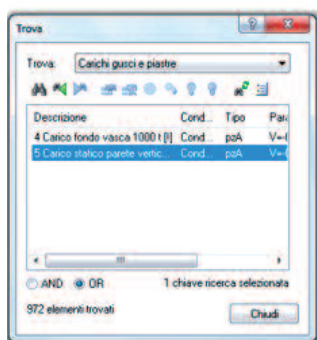 Trova
Trova: Carichi gusci e piastre
Descrizione Cond... Tipo Para
4 Carico fondo vasca 1000 t [l] Cond... pzA V=-
5 Carico statico parete vertic... Cond... pzA V=-
AND OR 1 chiave ricerca selezionata
972 elementi trovati Chiudi